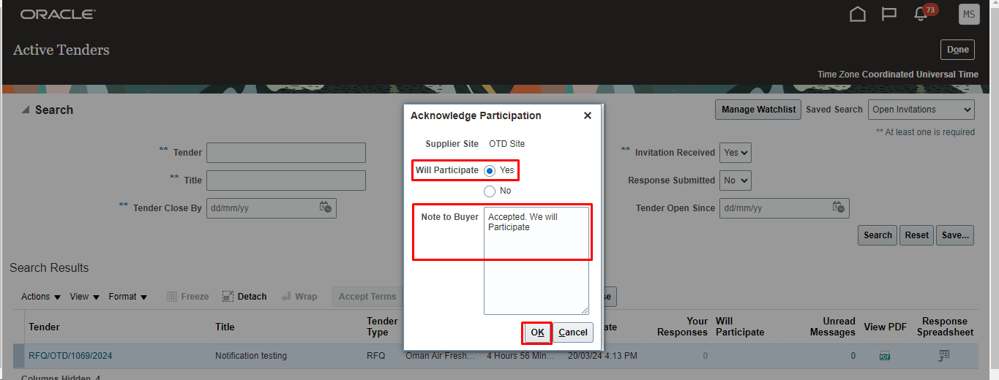 ORACLE
73
MS
Active Tenders
Done
Time Zone Coordinated Universal Time
Search
Manage Watchlist
Saved Search
Open Invitations
** At least one is required
** Tender
** Title
** Tender Close By
dd/mm/yy
** Invitation Received
Yes
Response Submitted
No
Tender Open Since
dd/mm/yy
Search
Reset
Save...
Acknowledge Participation
Supplier Site
OTD Site
Will Participate
Yes
No
Note to Buyer
Accepted. We will
Participate
OK
Cancel
Search Results
Actions
View
Format
Freeze
Detach
Wrap
Accept Terms
Tender
Title
Tender
Type
Your
Responses
Will
Participate
Unread
Messages
View PDF
Response
Spreadsheet
RFQ/OTD/1069/2024
Notification testing
RFQ
Oman Air Fresh...
4 Hours 56 Min...
20/03/24 4:13 PM
0
0
PDF
Columns Hidden 4